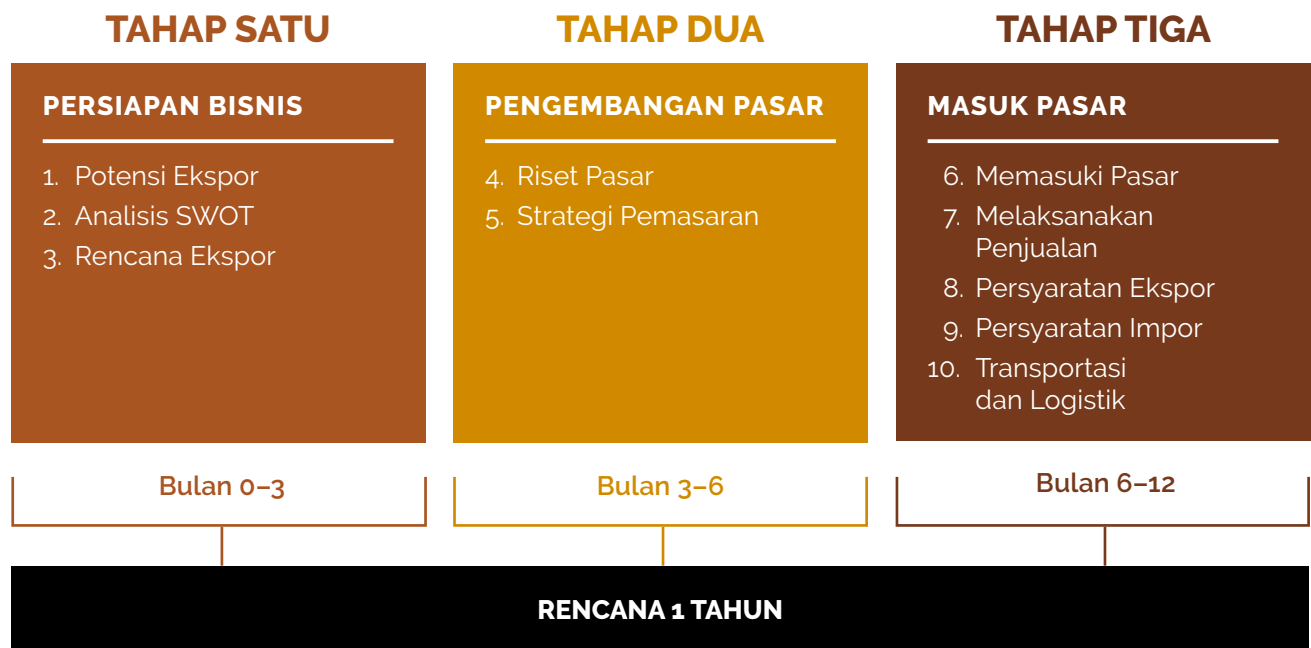 TAHAP SATU
PERSIAPAN BISNIS
1. Potensi Ekspor
2. Analisis SWOT
3. Rencana Ekspor
Bulan 0–3
TAHAP DUA
PENGEMBANGAN PASAR
4. Riset Pasar
5. Strategi Pemasaran
Bulan 3–6
TAHAP TIGA
MASUK PASAR
6. Memasuki Pasar
7. Melaksanakan
Penjualan
8. Persyaratan Ekspor
9. Persyaratan Impor
10. Transportasi
dan Logistik
Bulan 6–12
RENCANA 1 TAHUN